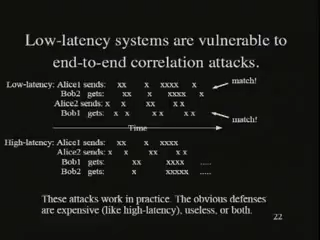 Low-latency systems are vulnerable to
end-to-end correlation attacks.
Low-latency: Alice1 sends: xx x xxxx x
match!
Bob2 gets: xx x xxxx x
Alice2 sends: x x xx x x
Bob1 gets: x x x x x x
match!
Time
High-latency: Alice1 sends: xx x xxxx
Alice2 sends: x x xx x x
Bob1 gets: xx xxxx .....
Bob2 gets: x xxxxx .....
These attacks work in practice. The obvious defenses
are expensive (like high-latency), useless, or both.
22